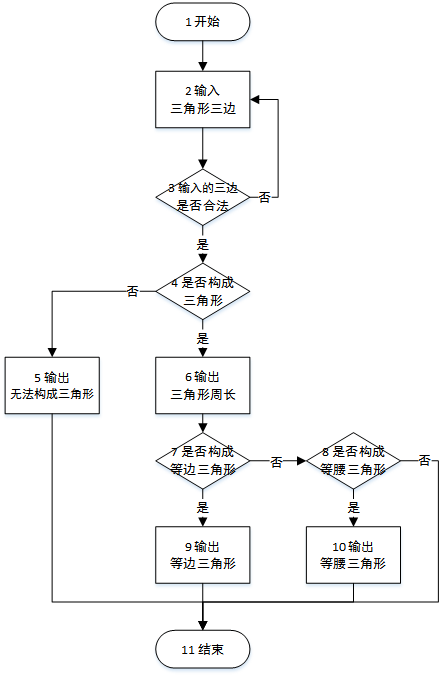 1 开始
2 输入
三角形三边
3 输入的三边
是否合法
否
是
4 是否构成
三角形
否
是
5 输出
无法构成三角形
6 输出
三角形周长
7 是否构成
等边三角形
否
8 是否构成
等腰三角形
否
是
是
9 输出
等边三角形
10 输出
等腰三角形
11 结束